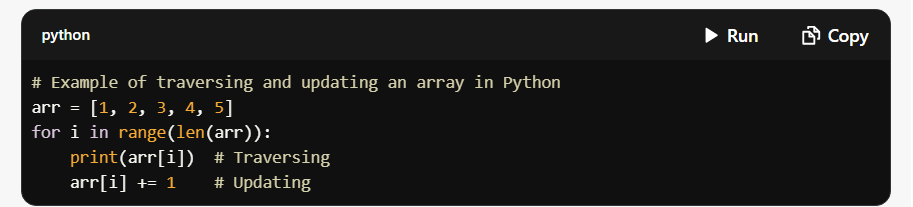 python
Run
Copy
# Example of traversing and updating an array in Python
arr = [1, 2, 3, 4, 5]
for i in range(len(arr)):
    print(arr[i])  # Traversing
    arr[i] += 1    # Updating